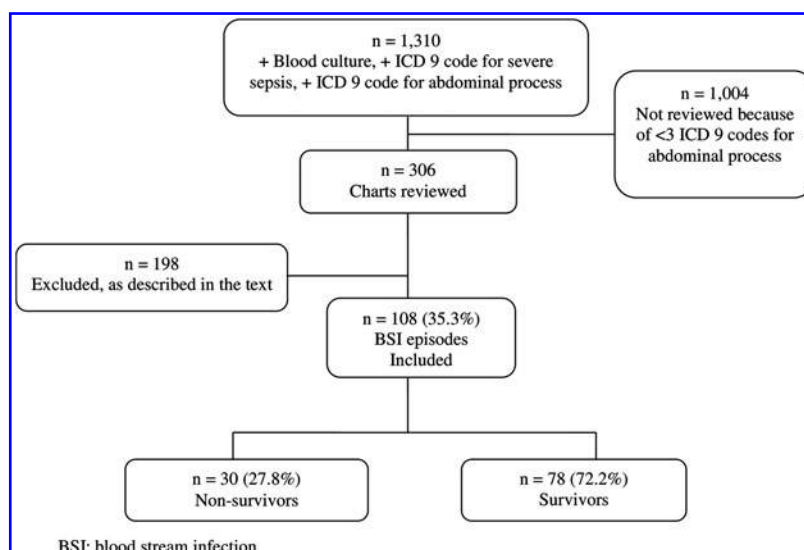 n = 1,310
+ Blood culture, + ICD 9 code for severe
sepsis, + ICD 9 code for abdominal process
n = 1,004
Not reviewed because
of <3 ICD 9 codes for
abdominal process
n = 306
Charts reviewed
n = 198
Excluded, as described in the text
n = 108 (35.3%)
BSI episodes
Included
n = 30 (27.8%)
Non-survivors
n = 78 (72.2%)
Survivors
BSI: blood stream infection